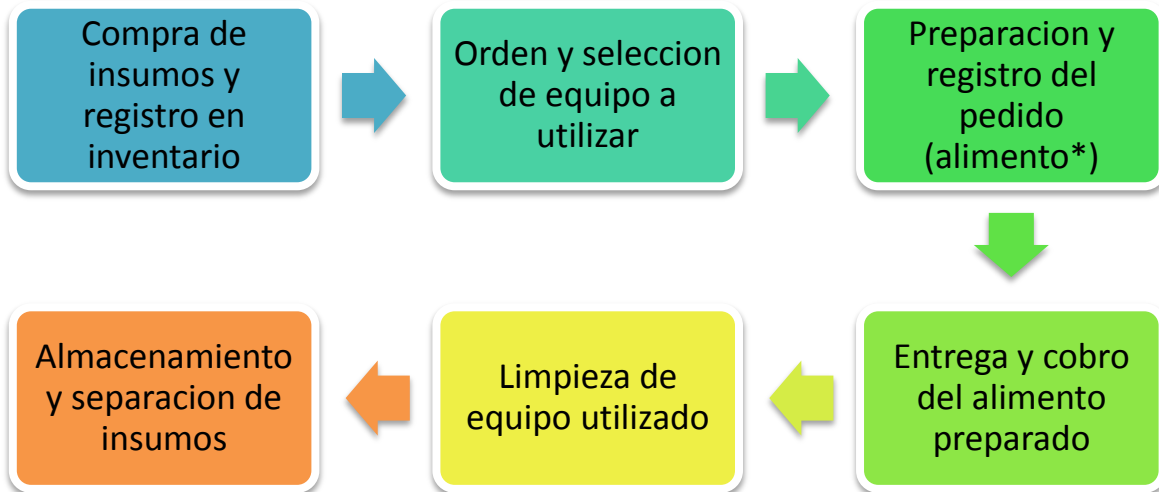 Compra de
insumos y
registro en
inventario
Orden y seleccion
de equipo a
utilizar
Preparacion y
registro del
pedido
(alimento*)
Entrega y cobro
del alimento
preparado
Limpieza de
equipo utilizado
Almacenamiento
y separacion de
insumos